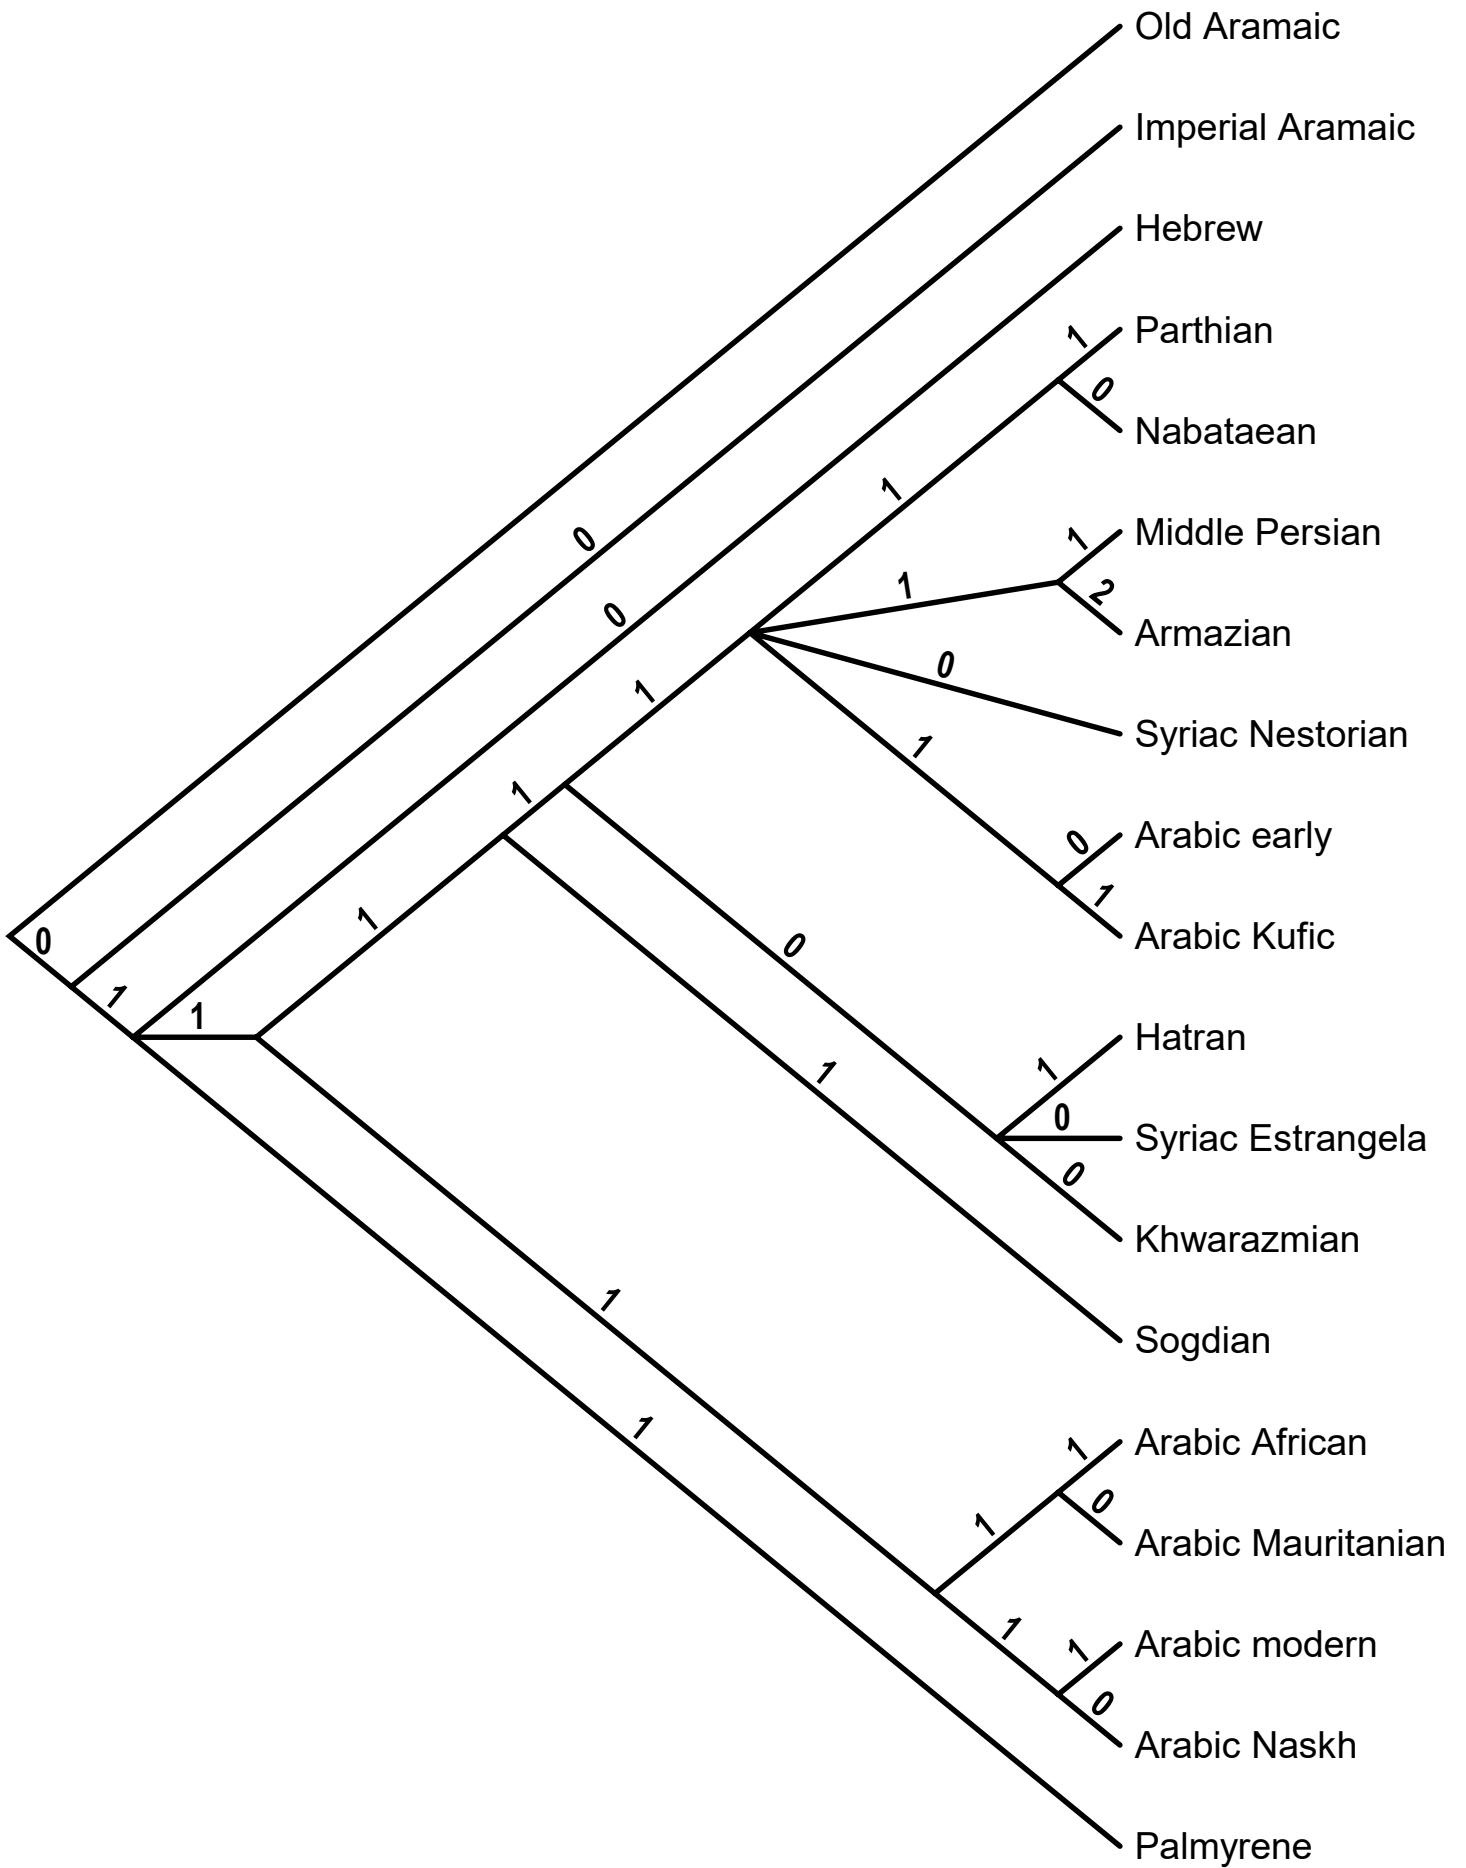 Old Aramaic
Imperial Aramaic
Hebrew
1 Parthian
0
Nabataean
1
1 Middle Persian
0
1 2
Armazian
0
0
1
Syriac Nestorian
1
1
0 Arabic early
1
1
Arabic Kufic
0
0
1
1 Hatran
1
1
0
Syriac Estrangela
0
Khwarazmian
1
Sogdian
1
1 Arabic African
0
1
Arabic Mauritanian
1
1 Arabic modern
0
Arabic Naskh
Palmyrene